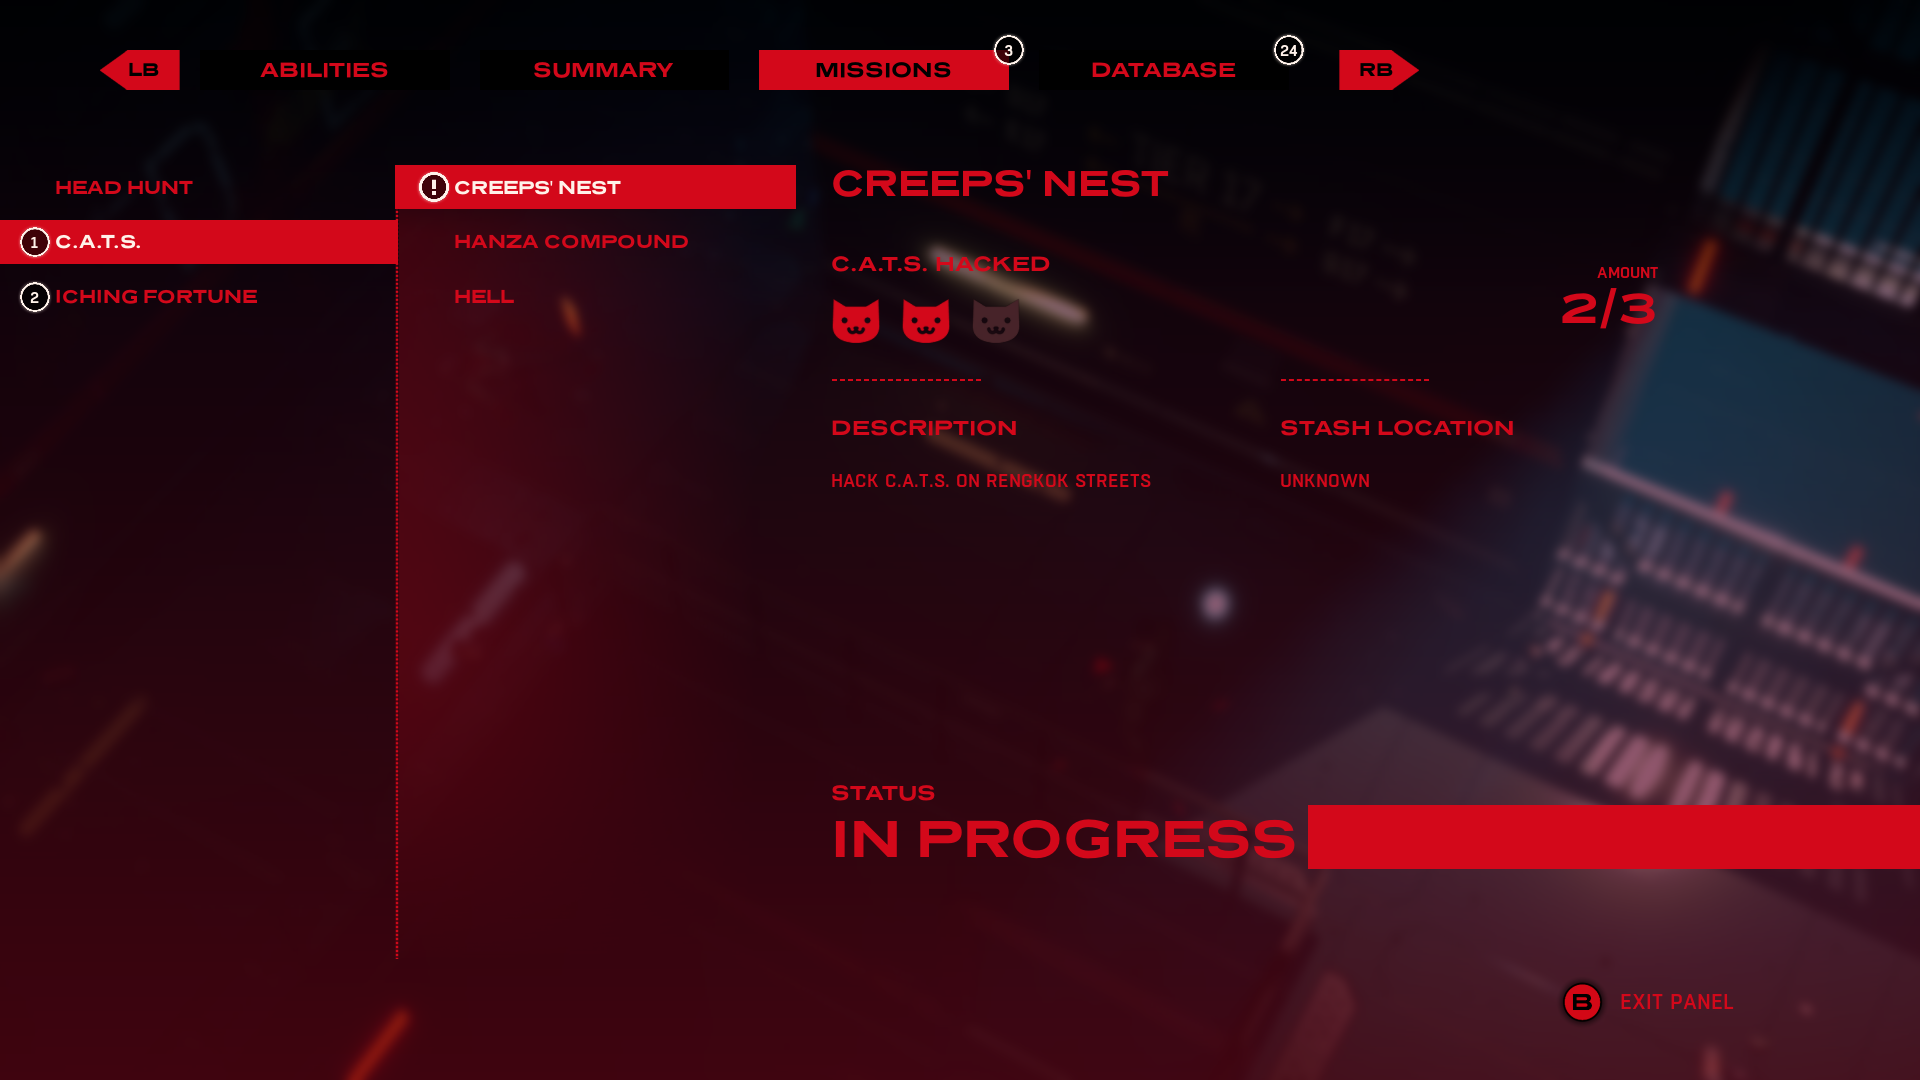 LB
ABILITIES
SUMMARY
MISSIONS
3
DATABASE
24
RB
HEAD HUNT
1 C.A.T.S.
2 ICHING FORTUNE
! CREEPS' NEST
HANZA COMPOUND
HELL
CREEPS' NEST
C.A.T.S. HACKED
AMOUNT
2/3
DESCRIPTION
HACK C.A.T.S. ON RENGKOK STREETS
STASH LOCATION
UNKNOWN
STATUS
IN PROGRESS
B EXIT PANEL